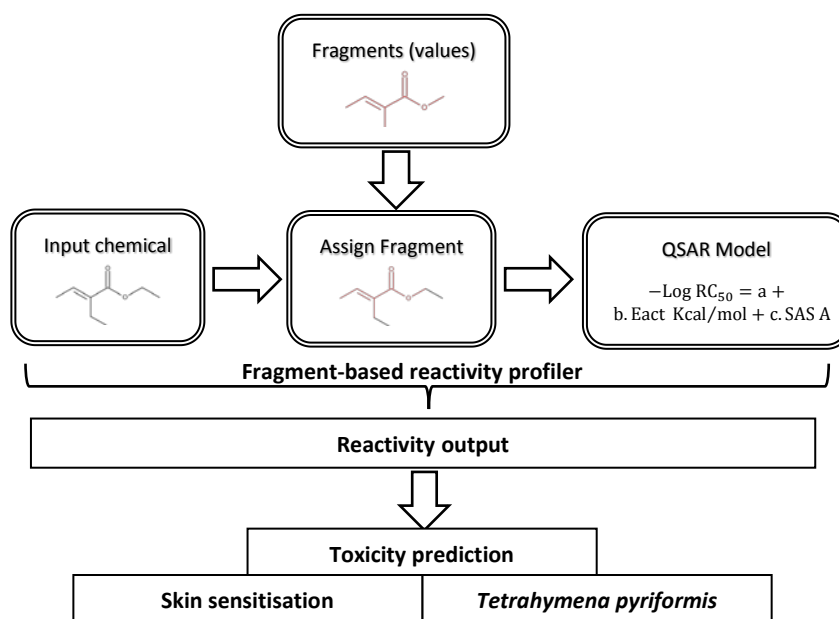 Fragments (values)
O
O
Input chemical
O
O
Assign Fragment
O
O
QSAR Model
−Log RC₅₀ = a +
b. Eact Kcal/mol + c. SAS A
Fragment-based reactivity profiler
Reactivity output
Toxicity prediction
Skin sensitisation
Tetrahymena pyriformis